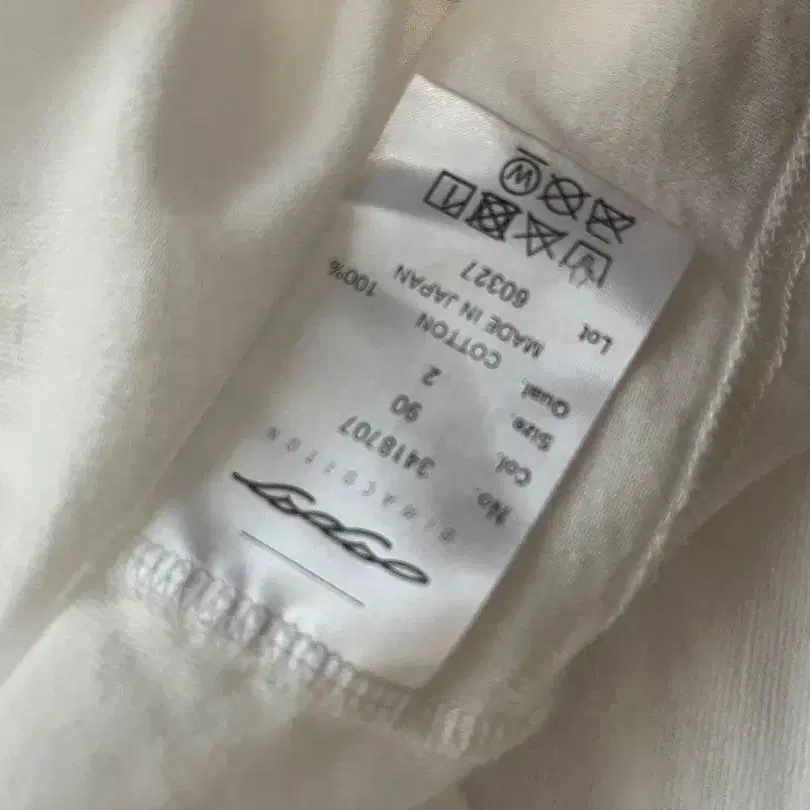 No. 3418707
Col. 90
Size. 2
Qual. COTTON 100%
MADE IN JAPAN
Lot 60327
W